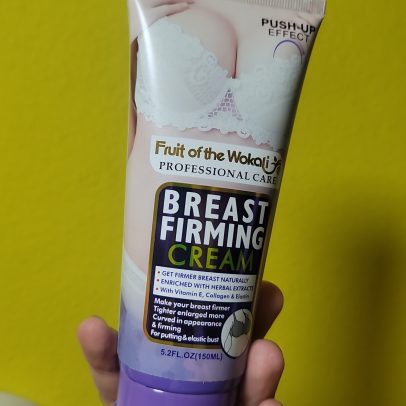 PUSH-UP
EFFECT
Fruit of the Wokali
PROFESSIONAL CARE
BREAST
FIRMING
CREAM
• GET FIRMER BREAST NATURALLY
• ENRICHED WITH HERBAL EXTRACTS
• With Vitamin E, Collagen & Elastin
Make your breast firmer
Tighter enlarged more
Curved in appearance
& firming
For putting & elastic bust
5.2FL.OZ(150ML)